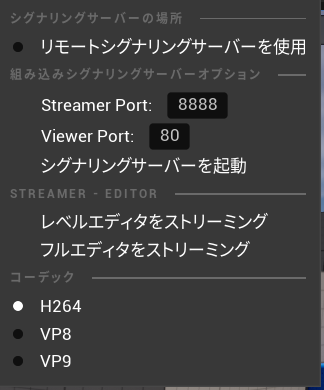 シグナリングサーバーの場所
リモートシグナリングサーバーを使用
組み込みシグナリングサーバーオプション
Streamer Port: 8888
Viewer Port: 80
シグナリングサーバーを起動
STREAMER - EDITOR
レベルエディタをストリーミング
フルエディタをストリーミング
コーデック
H264
VP8
VP9